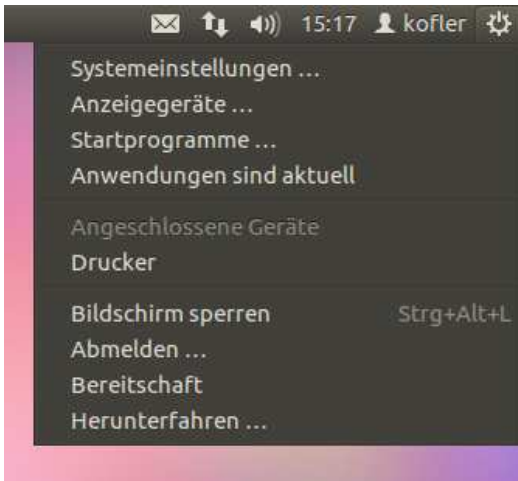 15:17 kofler
Systemeinstellungen ...
Anzeigegeräte ...
Startprogramme ...
Anwendungen sind aktuell
Angeschlossene Geräte
Drucker
Bildschirm sperren Strg+Alt+L
Abmelden ...
Bereitschaft
Herunterfahren ...